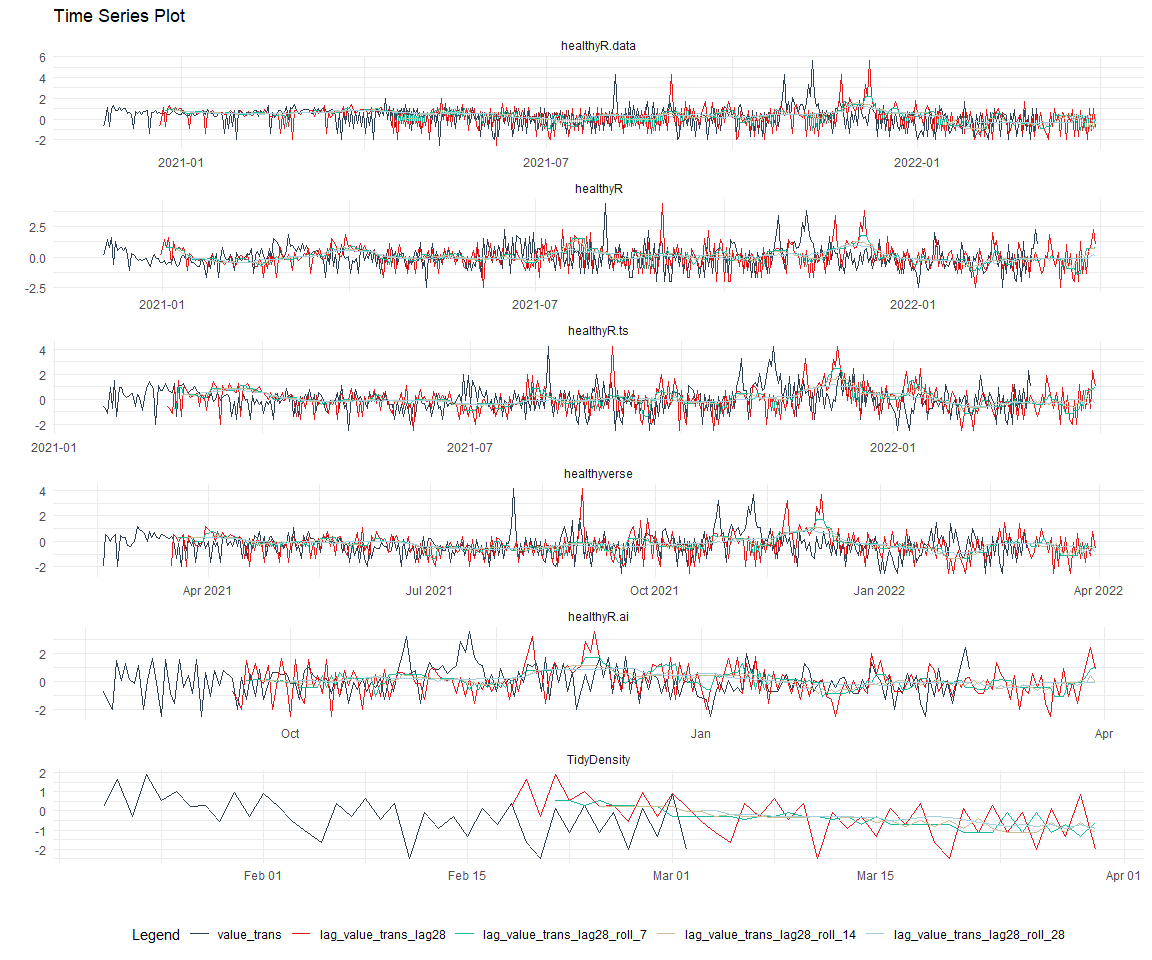 Time Series Plot
healthyR.data
6
4
2
0
-2
2021-01 2021-07 2022-01
healthyR
2.5
0.0
-2.5
2021-01 2021-07 2022-01
healthyR.ts
4
2
0
-2
2021-01 2021-07 2022-01
healthyverse
4
2
0
-2
Apr 2021 Jul 2021 Oct 2021 Jan 2022 Apr 2022
healthyR.ai
2
0
-2
Oct Jan Apr
TidyDensity
2
1
0
-1
-2
Feb 01 Feb 15 Mar 01 Mar 15 Apr 01
Legend value_trans lag_value_trans_lag28 lag_value_trans_lag28_roll_7 lag_value_trans_lag28_roll_14 lag_value_trans_lag28_roll_28